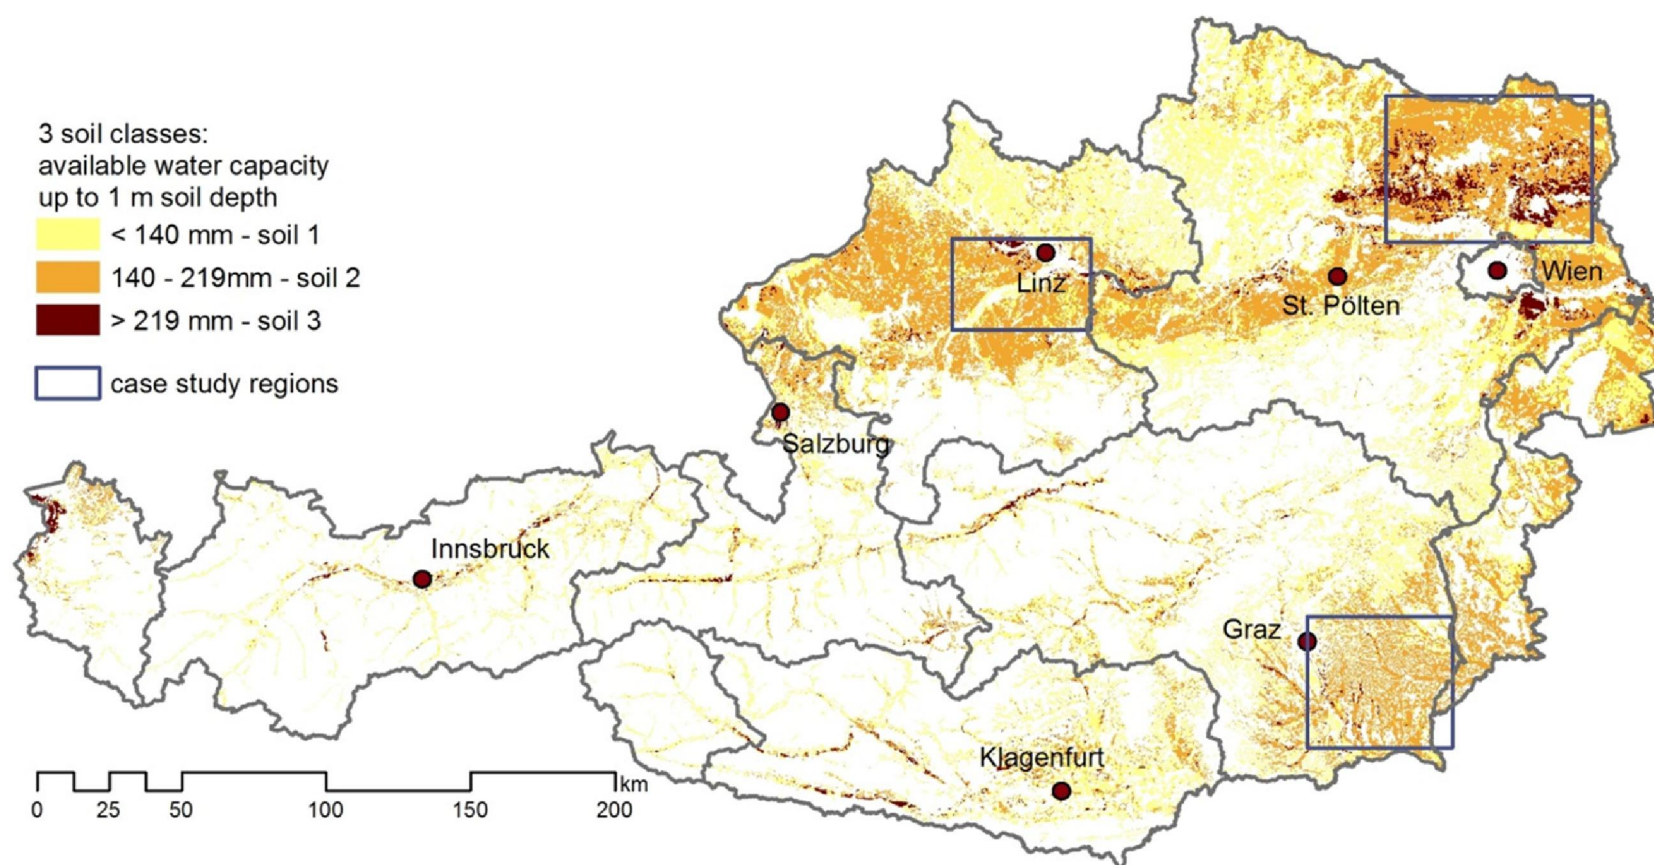 3 soil classes:
available water capacity
up to 1 m soil depth
< 140 mm - soil 1
140 - 219mm - soil 2
> 219 mm - soil 3
case study regions
Linz
Wien
St. Pölten
Salzburg
Innsbruck
Graz
Klagenfurt
km
0 25 50 100 150 200